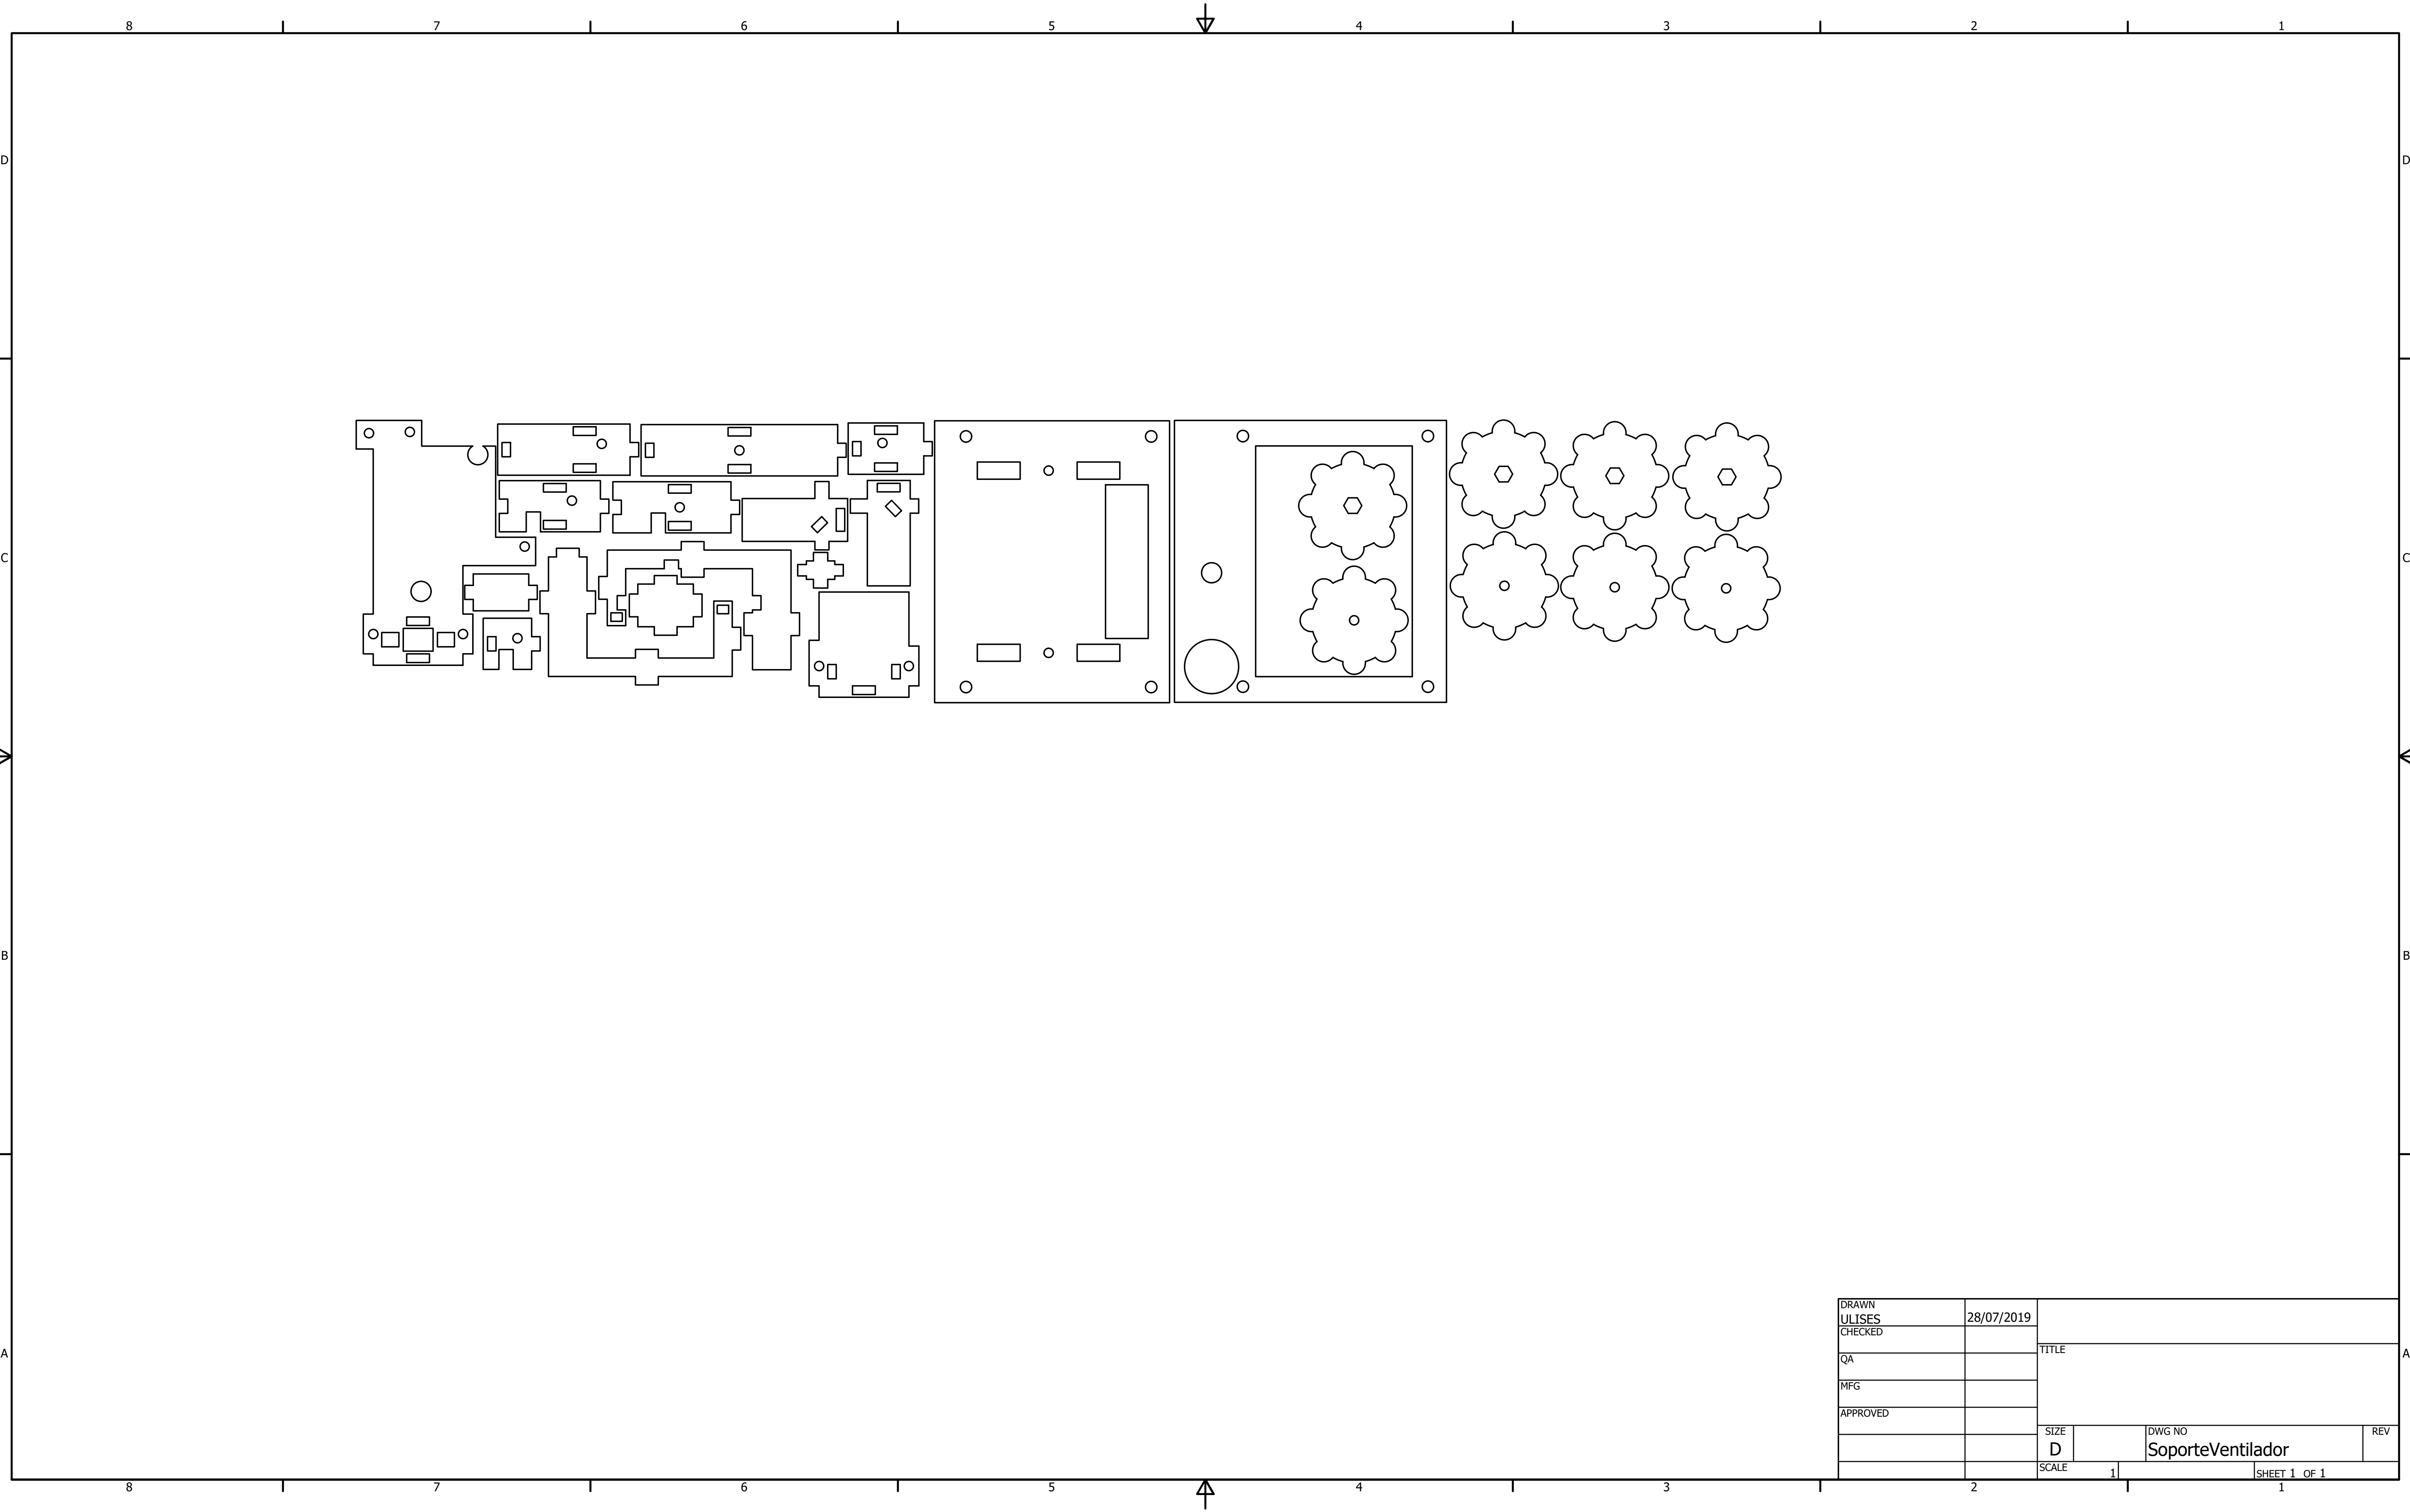 8 7 6 5 4 3 2 1
D D
C C
B B
A A
DRAWN
ULISES 28/07/2019
CHECKED
QA
MFG
APPROVED
TITLE
SIZE DWG NO REV
D SoporteVentilador
SCALE 1 SHEET 1 OF 1
8 7 6 5 4 3 2 1